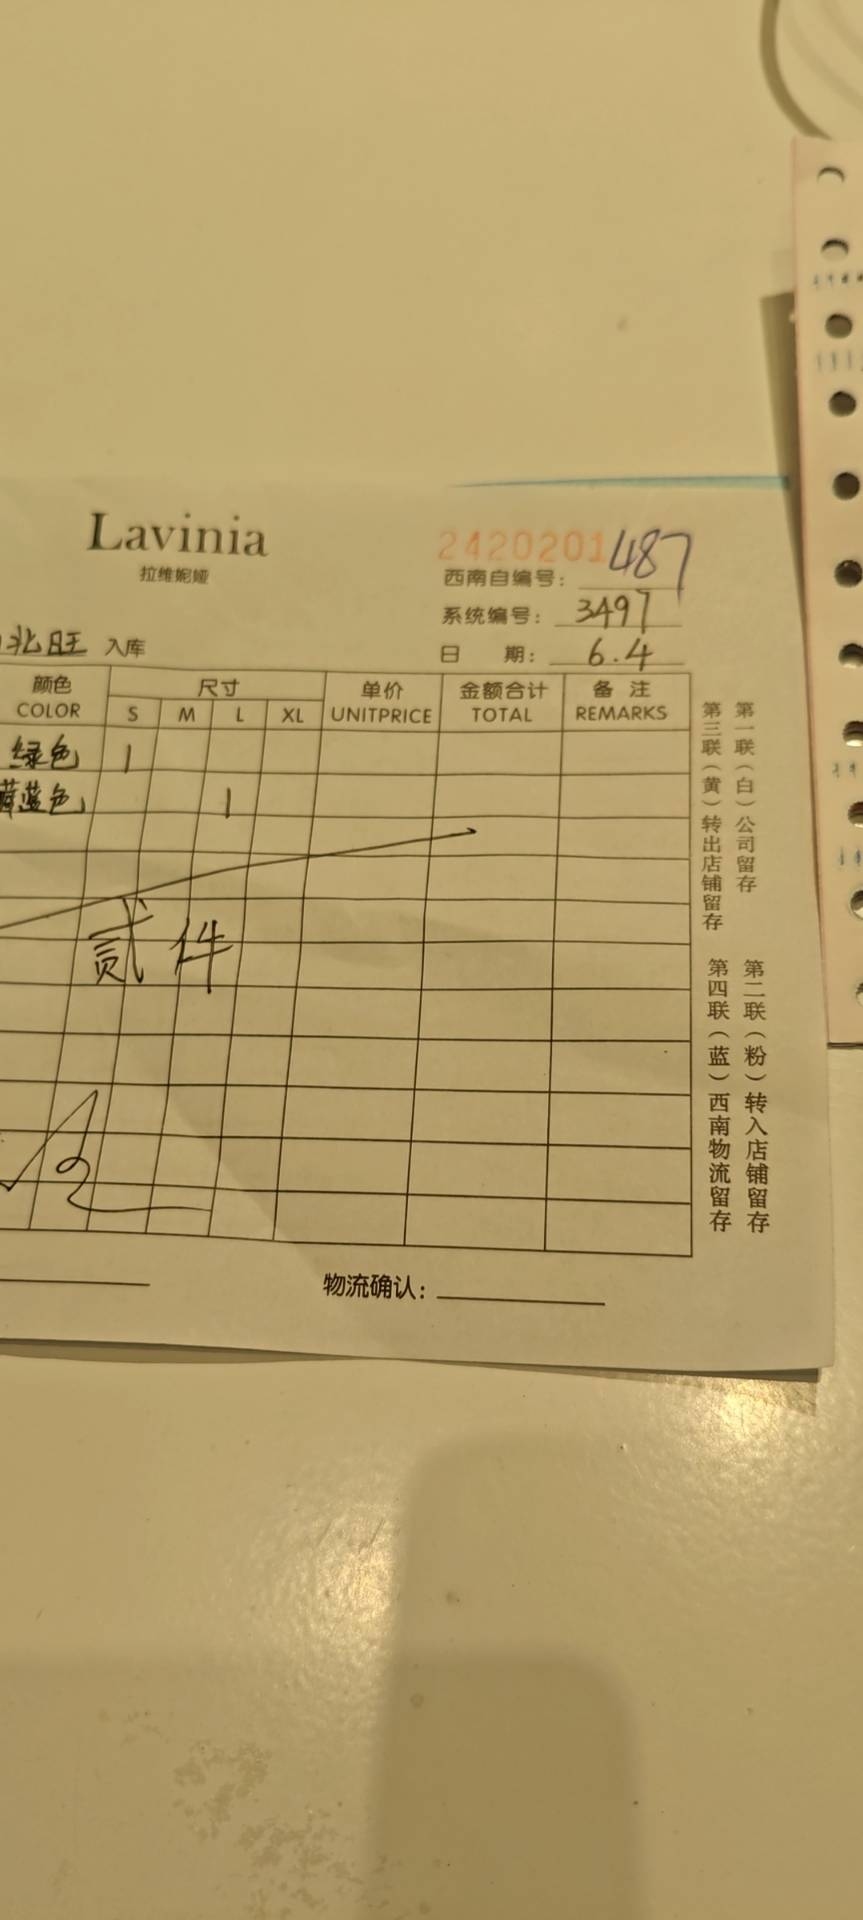 Lavinia
拉维妮娅
2420201487
西南自编号：
系统编号： 3497
北旺 入库
日 期： 6.4
颜色 尺寸 单价 金额合计 备 注
COLOR S M L XL UNITPRICE TOTAL REMARKS
绿色 1
蓝色 1
贰件
物流确认：
第一联（白）公司留存
第三联（黄）转出店铺留存
第二联（粉）转入店铺留存
第四联（蓝）西南物流留存